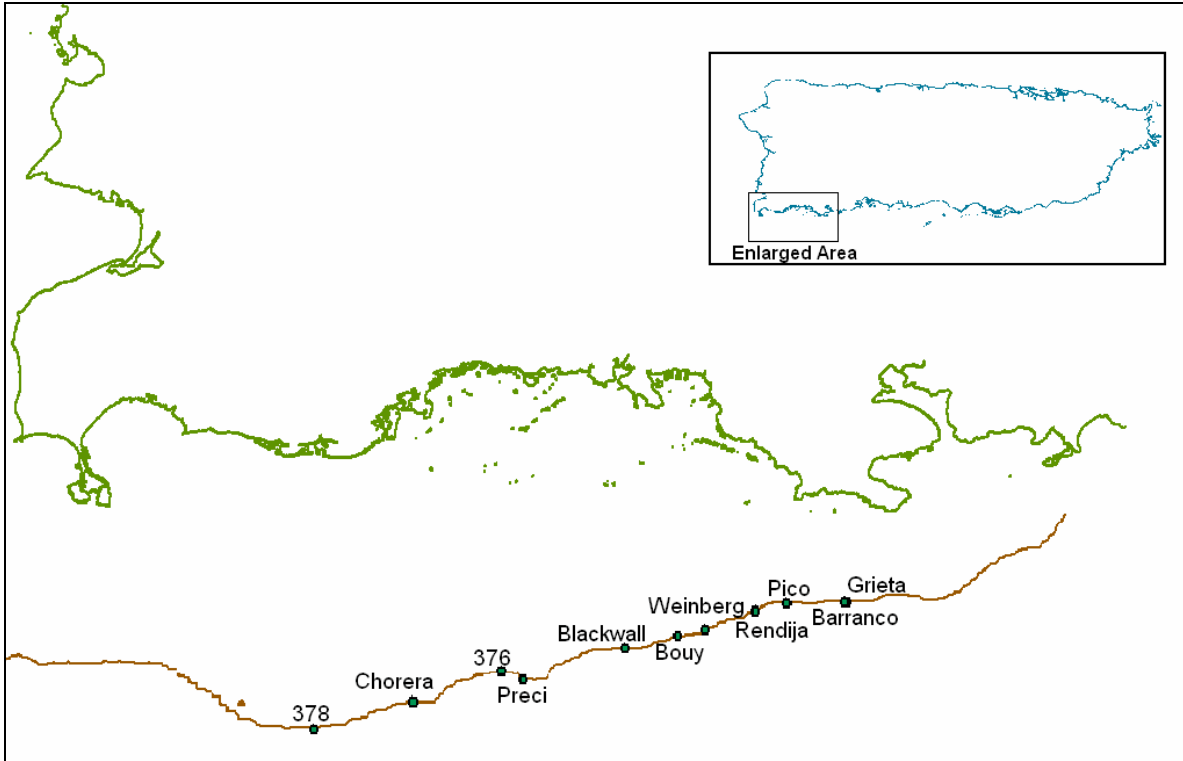 Enlarged Area
Pico
Grieta
Weinberg
Barranco
Rendija
Blackwall
Bouy
376
Preci
Chorera
378